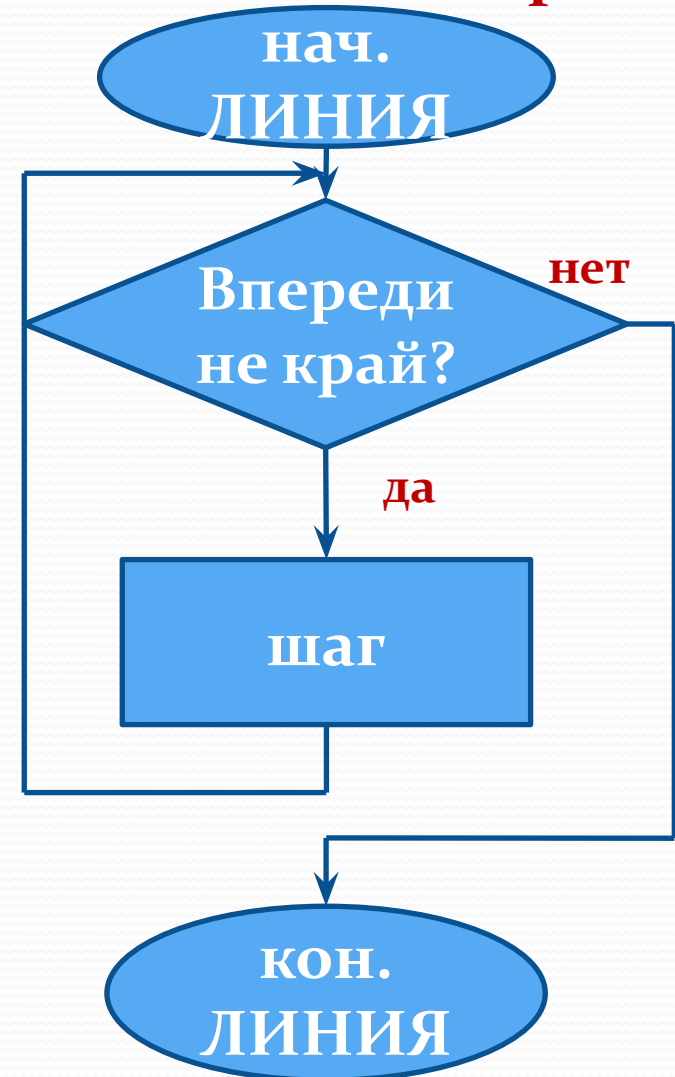 нач.
ЛИНИЯ
Впереди
не край?
нет
да
шаг
кон.
ЛИНИЯ